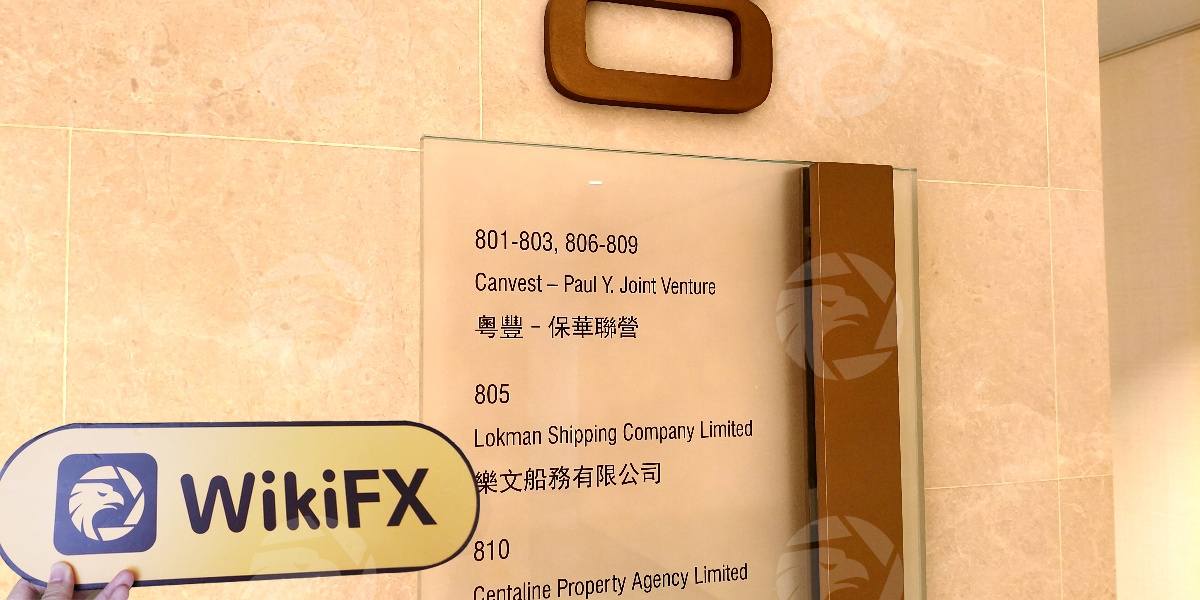 801-803, 806-809
Canvest – Paul Y. Joint Venture
粵豐 - 保華聯營
805
Lokman Shipping Company Limited
樂文船務有限公司
810
Centaline Property Agency Limited
WikiFX